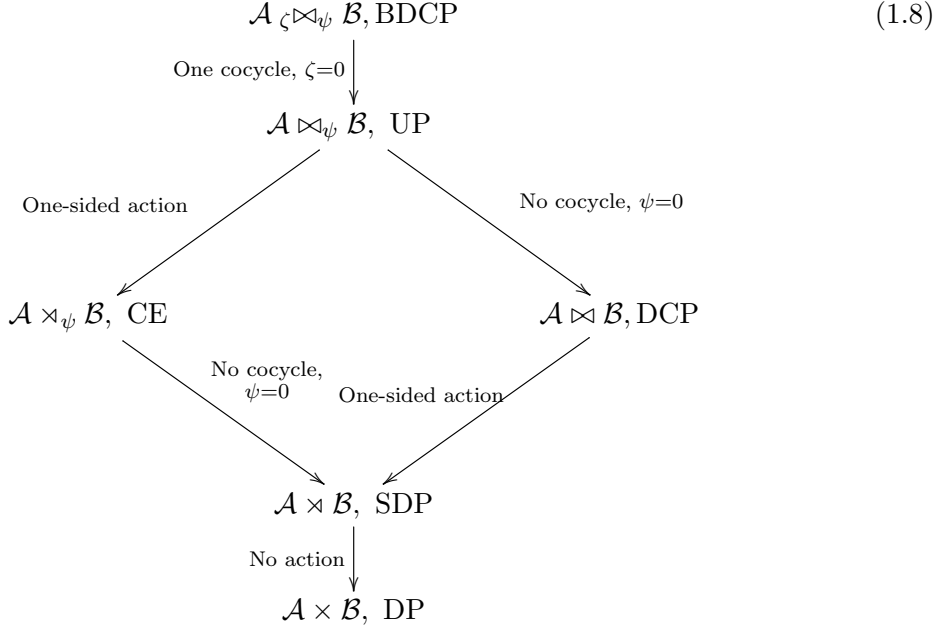 𝒜 ζ⋈ψ ℬ, BDCP (1.8)
One cocycle, ζ=0
𝒜 ⋈ψ ℬ, UP
One-sided action
No cocycle, ψ=0
𝒜 ⋊ψ ℬ, CE
𝒜 ⋈ ℬ, DCP
No cocycle,
ψ=0
One-sided action
𝒜 ⋊ ℬ, SDP
No action
𝒜 × ℬ, DP